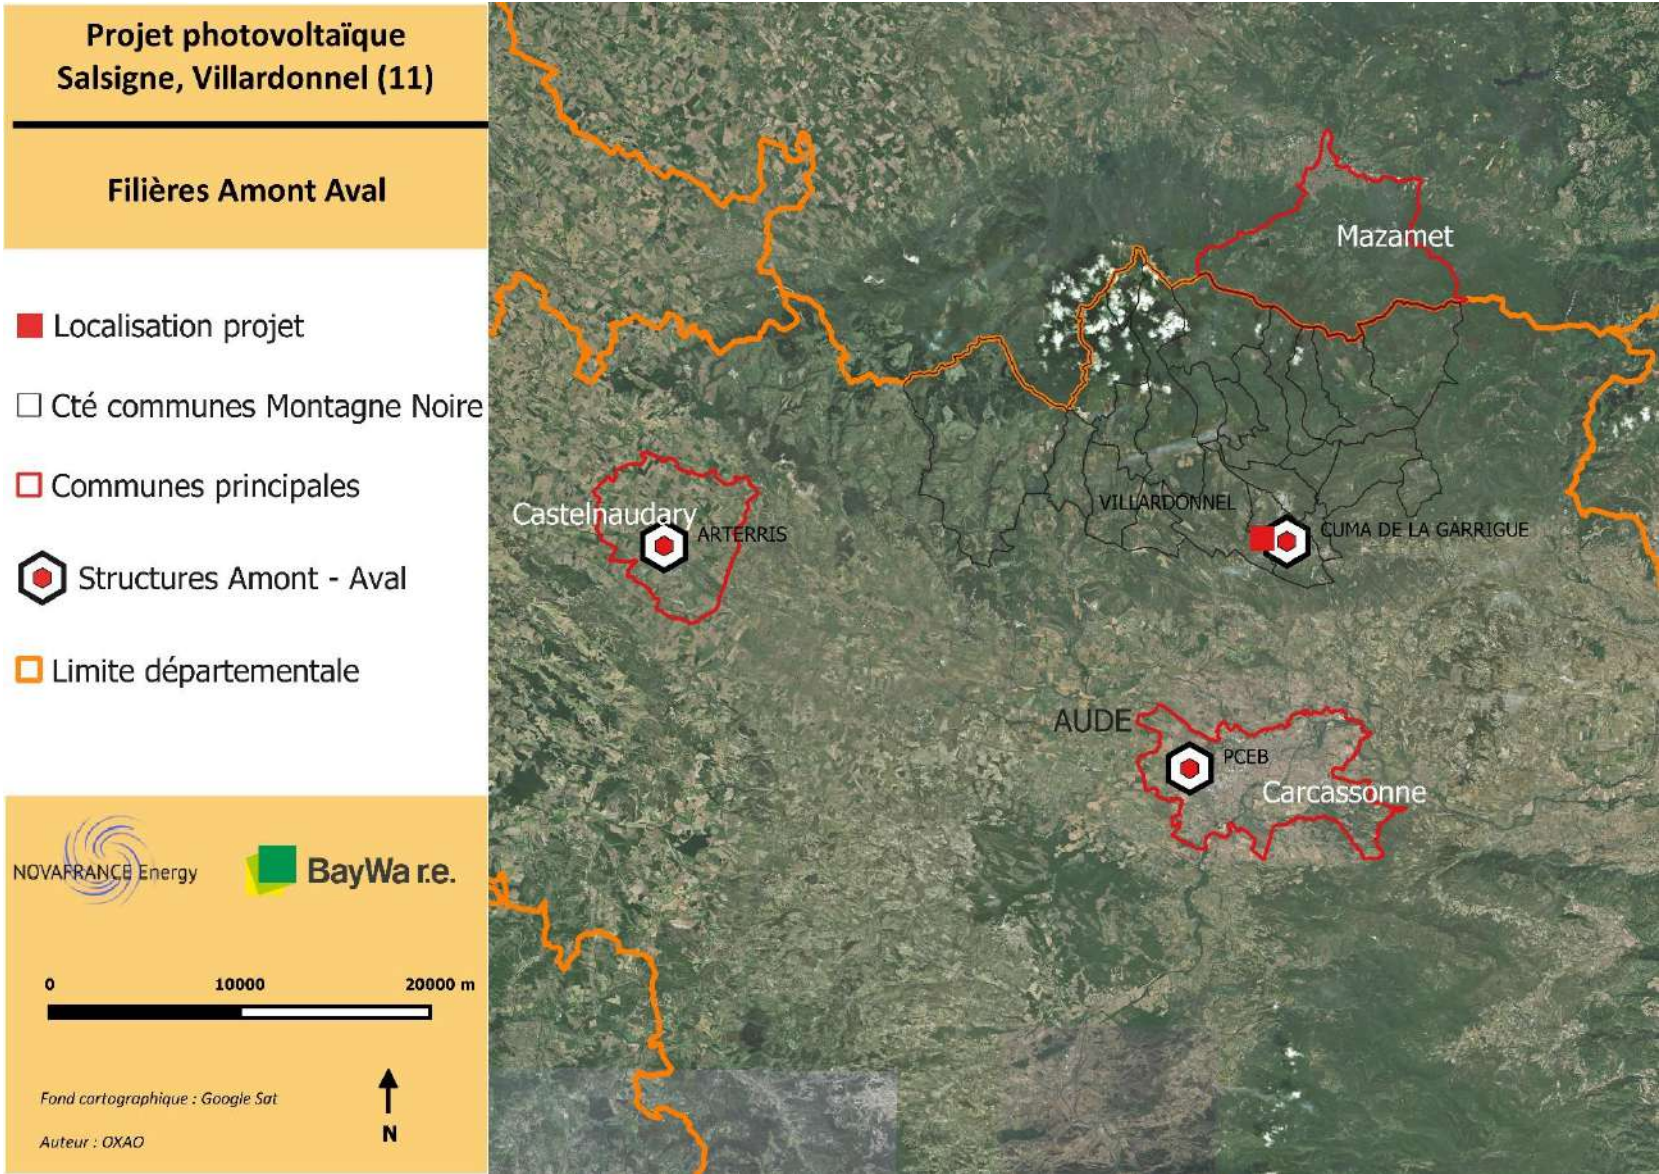 Projet photovoltaïque
Salsigne, Villardonnel (11)
Filières Amont Aval
Localisation projet
Cté communes Montagne Noire
Communes principales
Structures Amont - Aval
Limite départementale
NOVAFRANCE Energy
BayWa r.e.
0 10000 20000 m
Fond cartographique : Google Sat
Auteur : OXAO
N
Mazamet
VILLARDONNEL
Castelnaudary
ARTERRIS
CUMA DE LA GARRIGUE
AUDE
PCEB
Carcassonne